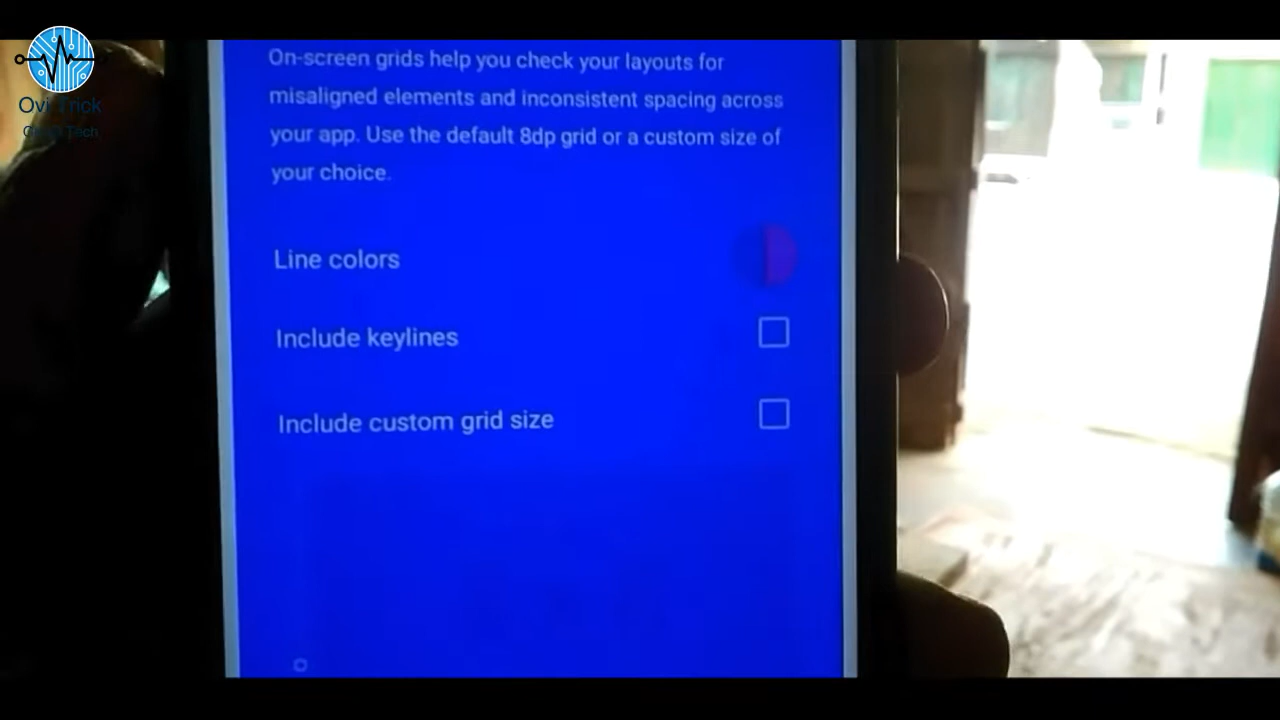 On-screen grids help you check your layouts for
misaligned elements and inconsistent spacing across
your app. Use the default 8dp grid or a custom size of
your choice.
Line colors
Include keylines
Include custom grid size
Ovi Trick